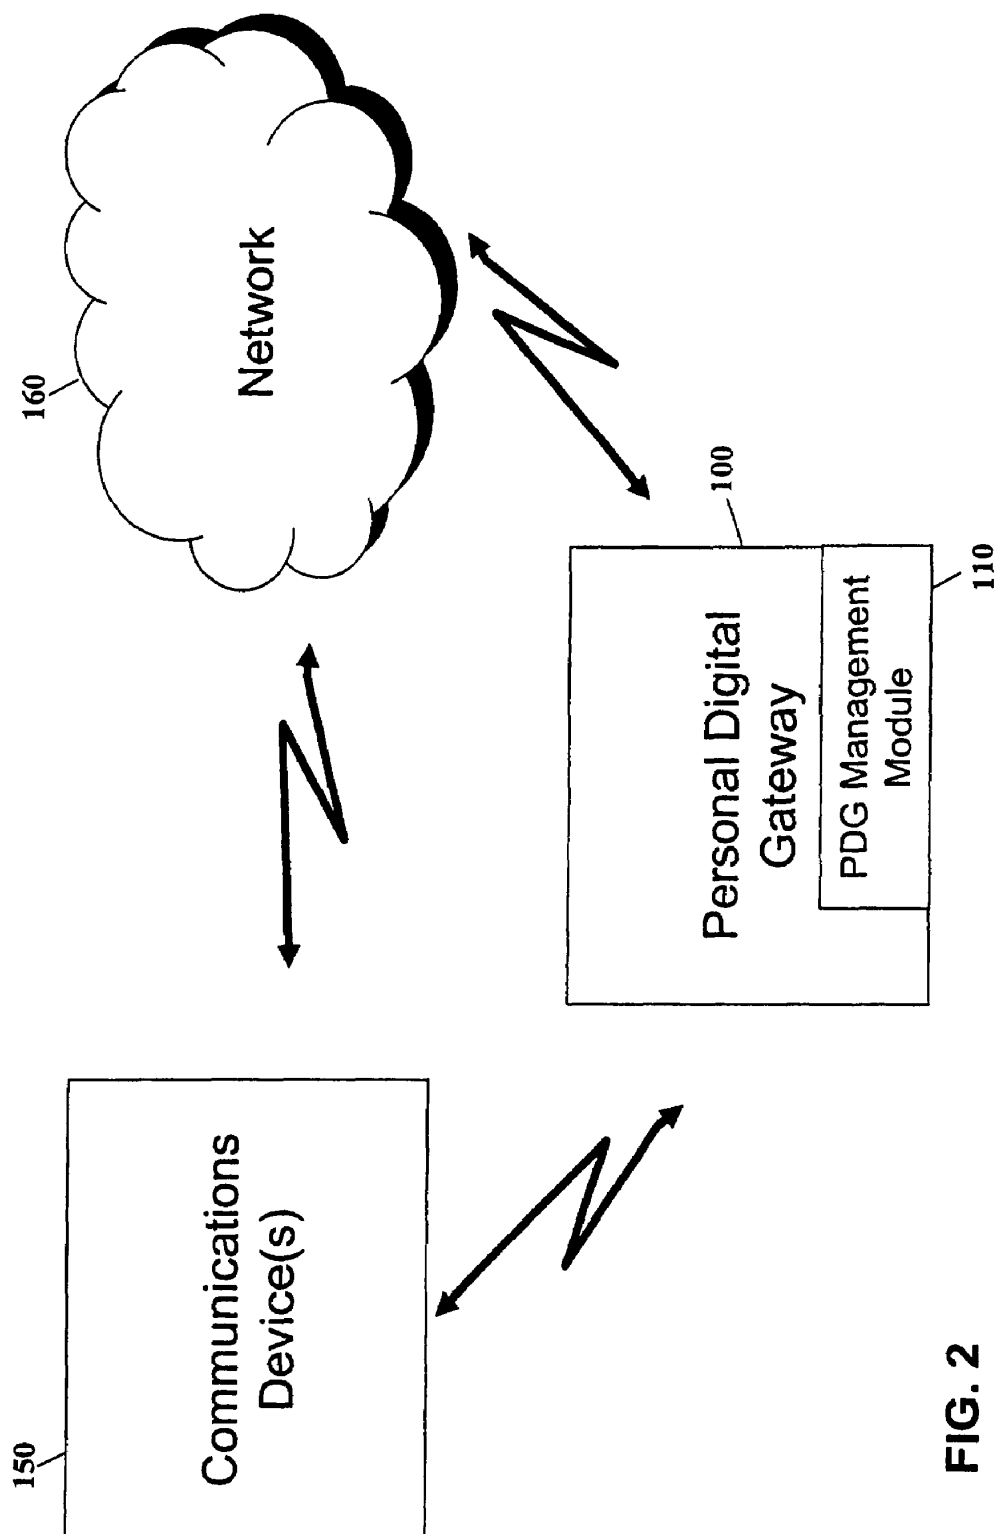 150
Communications
Device(s)
160
Network
100
Personal Digital
Gateway
PDG Management
Module
110
FIG. 2